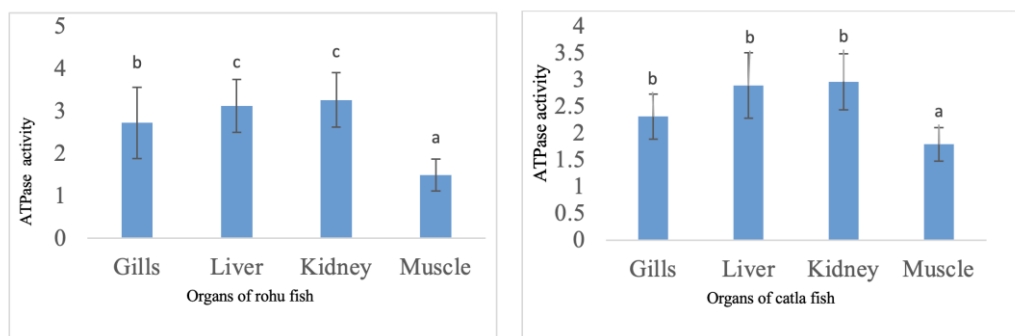 5
4
3
2
1
0
ATPase activity
b
c
c
a
Gills Liver Kidney Muscle
Organs of rohu fish
4
3.5
3
2.5
2
1.5
1
0.5
0
ATPase activity
b
b
b
a
Gills Liver Kidney Muscle
Organs of catla fish